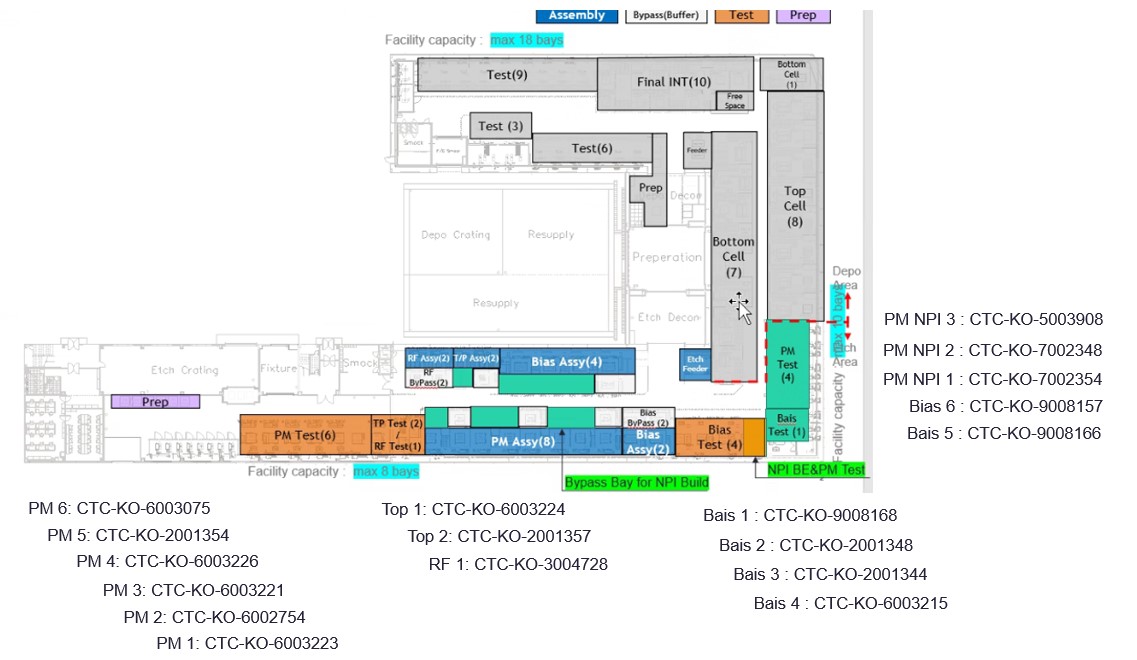 Assembly
Bypass(Buffer)
Test
Prep
Facility capacity : max 18 bays
Test(9)
Final INT(10)
Free
Space
Bottom
Cell
(1)
Test (3)
Test(6)
Smock
Feeder
Prep
Depo Crating
Resupply
Resupply
Preperation
Etch Decon
Bottom
Cell
(7)
Top
Cell
(8)
Depo
Area
Etch
Area
Facility capacity :
PM
Test
(4)
Bais
Test (1)
Etch
Feeder
RF Assy(2)
T/P Assy(2)
Bias Assy(4)
RF
ByPass(2)
Etch Crating
Fixture
Smock
Prep
PM Test(6)
TP Test (2)
/
RF Test(1)
PM Assy(8)
Bias
ByPass (2)
Bias
Assy(2)
Bias
Test (4)
Facility capacity : max 8 bays
Bypass Bay for NPI Build
NPI BE&PM Test
PM NPI 3 : CTC-KO-5003908
PM NPI 2 : CTC-KO-7002348
PM NPI 1 : CTC-KO-7002354
Bias 6 : CTC-KO-9008157
Bais 5 : CTC-KO-9008166
PM 6: CTC-KO-6003075
PM 5: CTC-KO-2001354
PM 4: CTC-KO-6003226
PM 3: CTC-KO-6003221
PM 2: CTC-KO-6002754
PM 1: CTC-KO-6003223
Top 1: CTC-KO-6003224
Top 2: CTC-KO-2001357
RF 1: CTC-KO-3004728
Bais 1 : CTC-KO-9008168
Bais 2 : CTC-KO-2001348
Bais 3 : CTC-KO-2001344
Bais 4 : CTC-KO-6003215